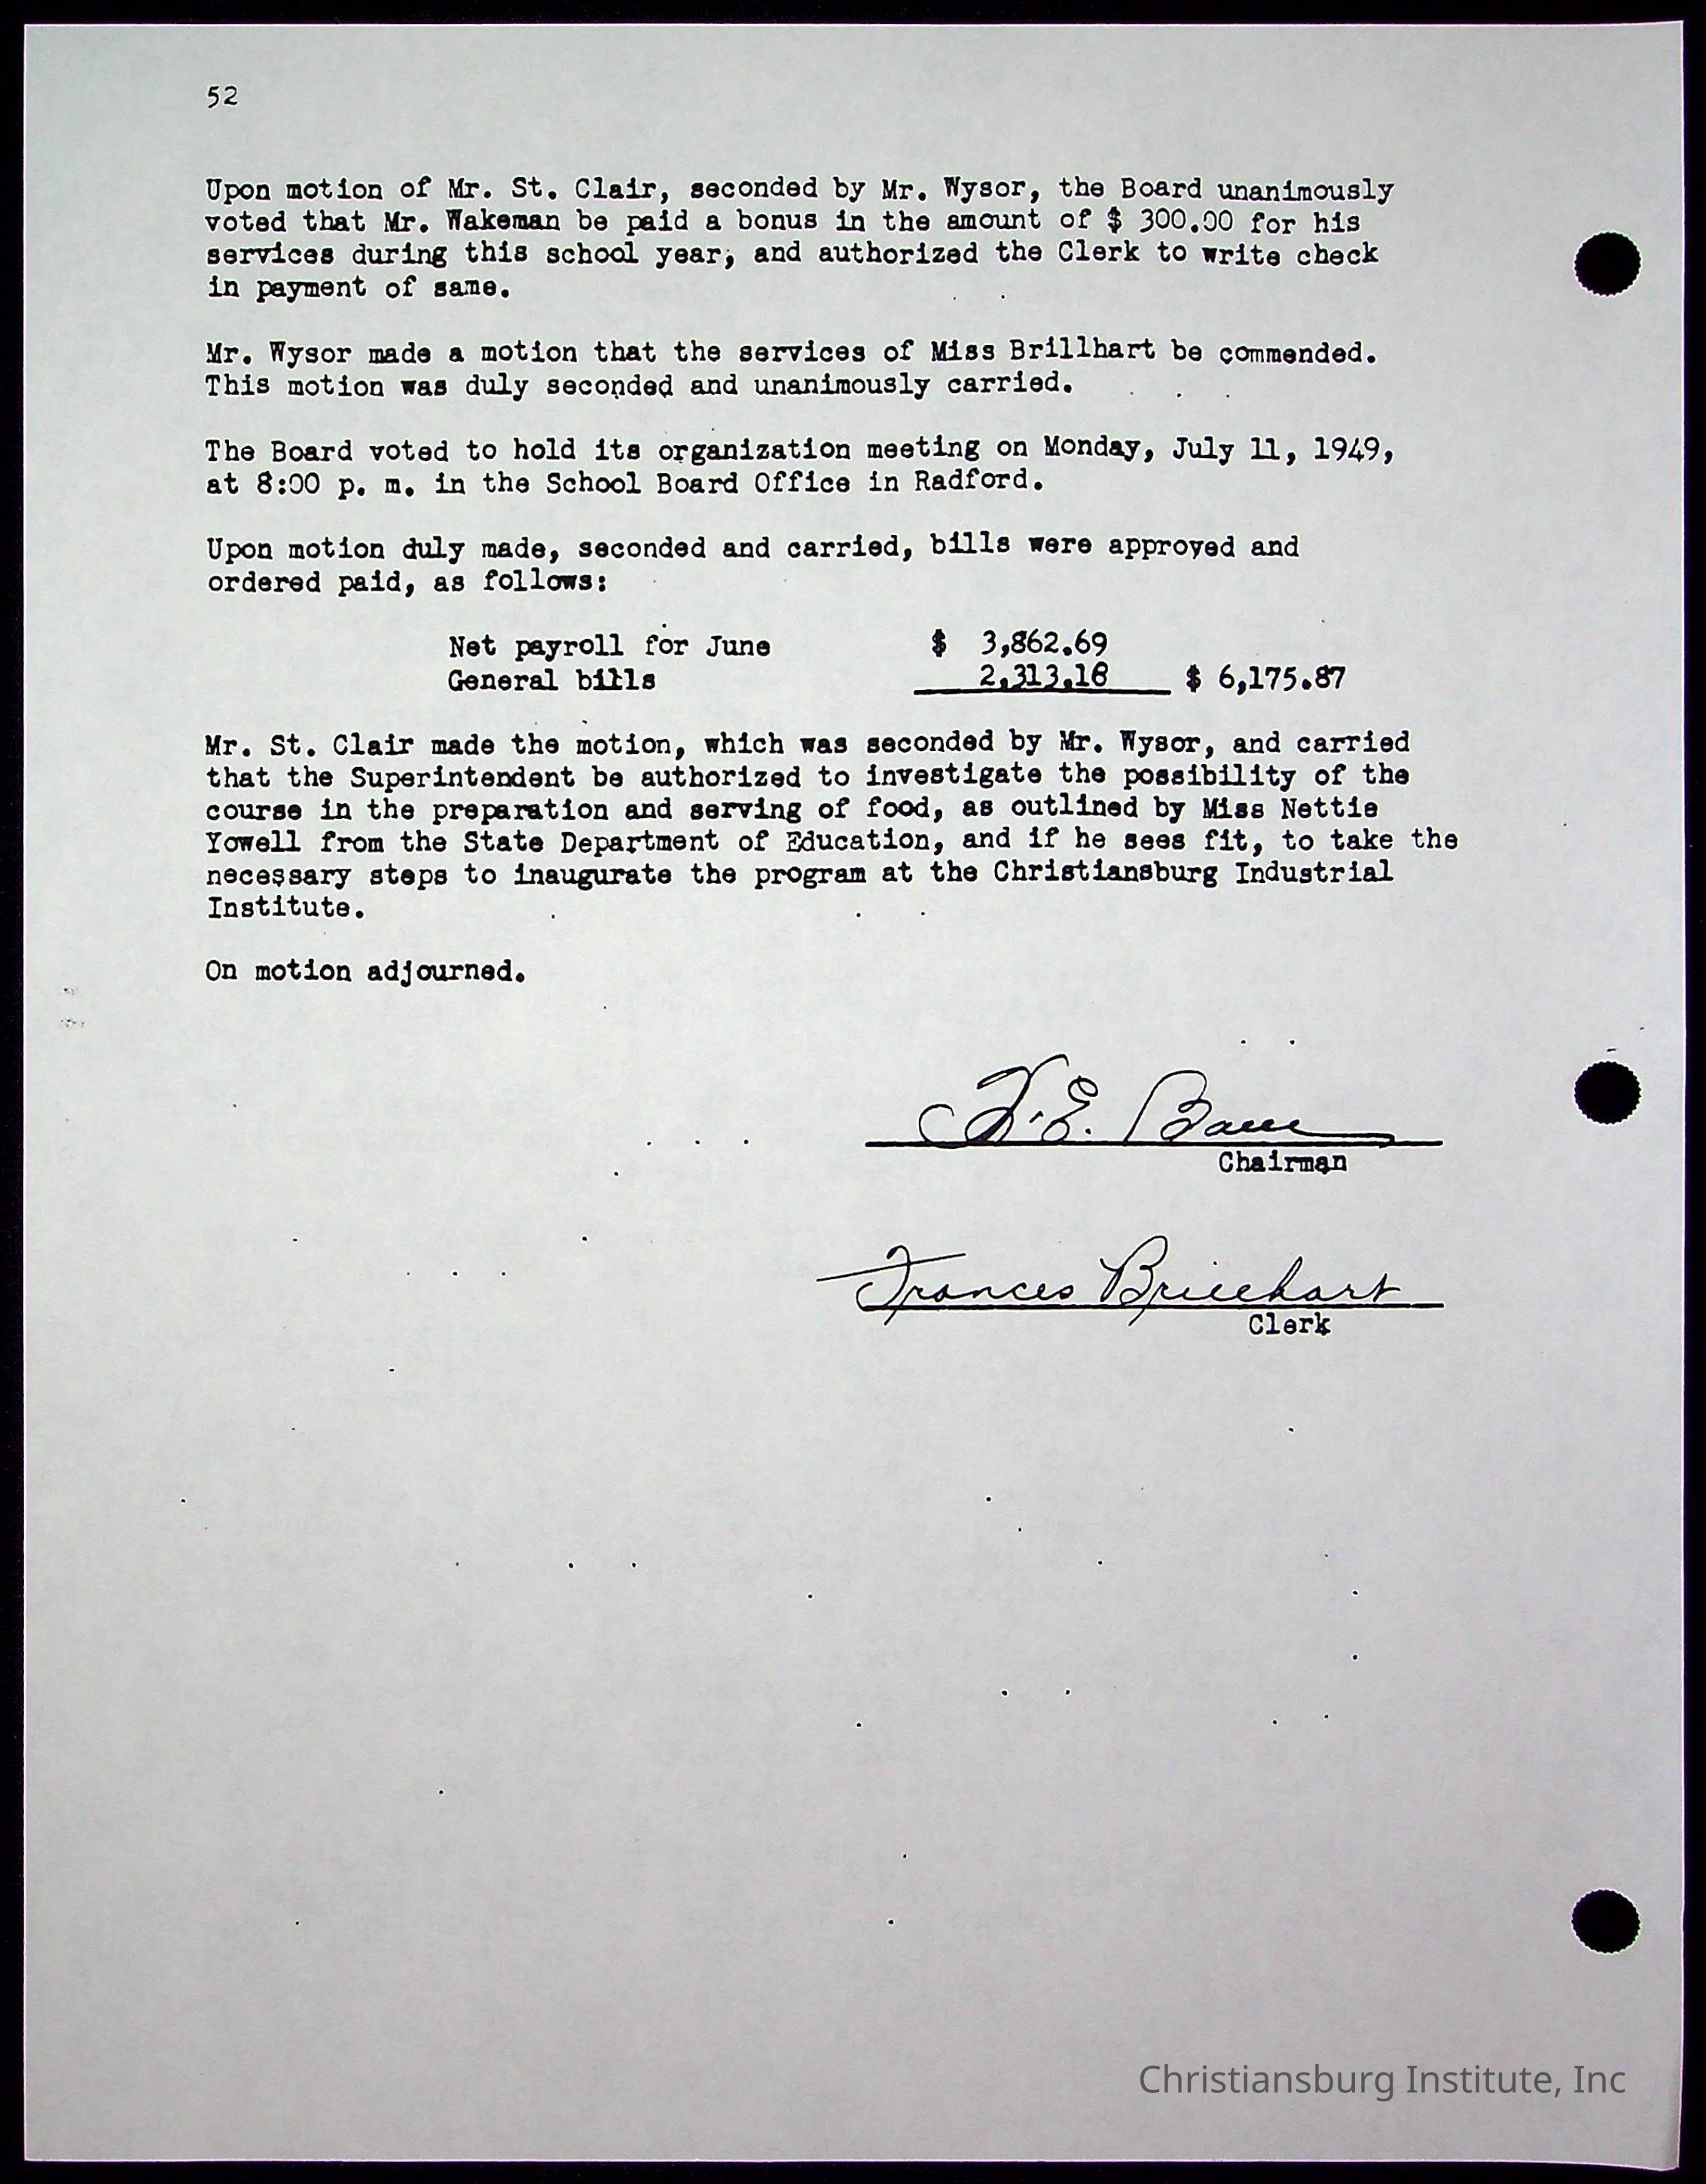 52
Upon motion of Mr. St. Clair, seconded by Mr. Wysor, the Board unanimously
voted that Mr. Wakeman be paid a bonus in the amount of $ 300.00 for his
services during this school year, and authorized the Clerk to write check
in payment of same.
Mr. Wysor made a motion that the services of Miss Brillhart be commended.
This motion was duly seconded and unanimously carried.
The Board voted to hold its organization meeting on Monday, July 11, 1949,
at 8:00 p. m. in the School Board Office in Radford.
Upon motion duly made, seconded and carried, bills were approved and
ordered paid, as follows:
Net payroll for June $ 3,862.69
General bills 2,313.18 $ 6,175.87
Mr. St. Clair made the motion, which was seconded by Mr. Wysor, and carried
that the Superintendent be authorized to investigate the possibility of the
course in the preparation and serving of food, as outlined by Miss Nettie
Yowell from the State Department of Education, and if he sees fit, to take the
necessary steps to inaugurate the program at the Christiansburg Industrial
Institute.
On motion adjourned.
E.
Chairman
Frances Brillhart
Clerk
Christiansburg Institute, Inc